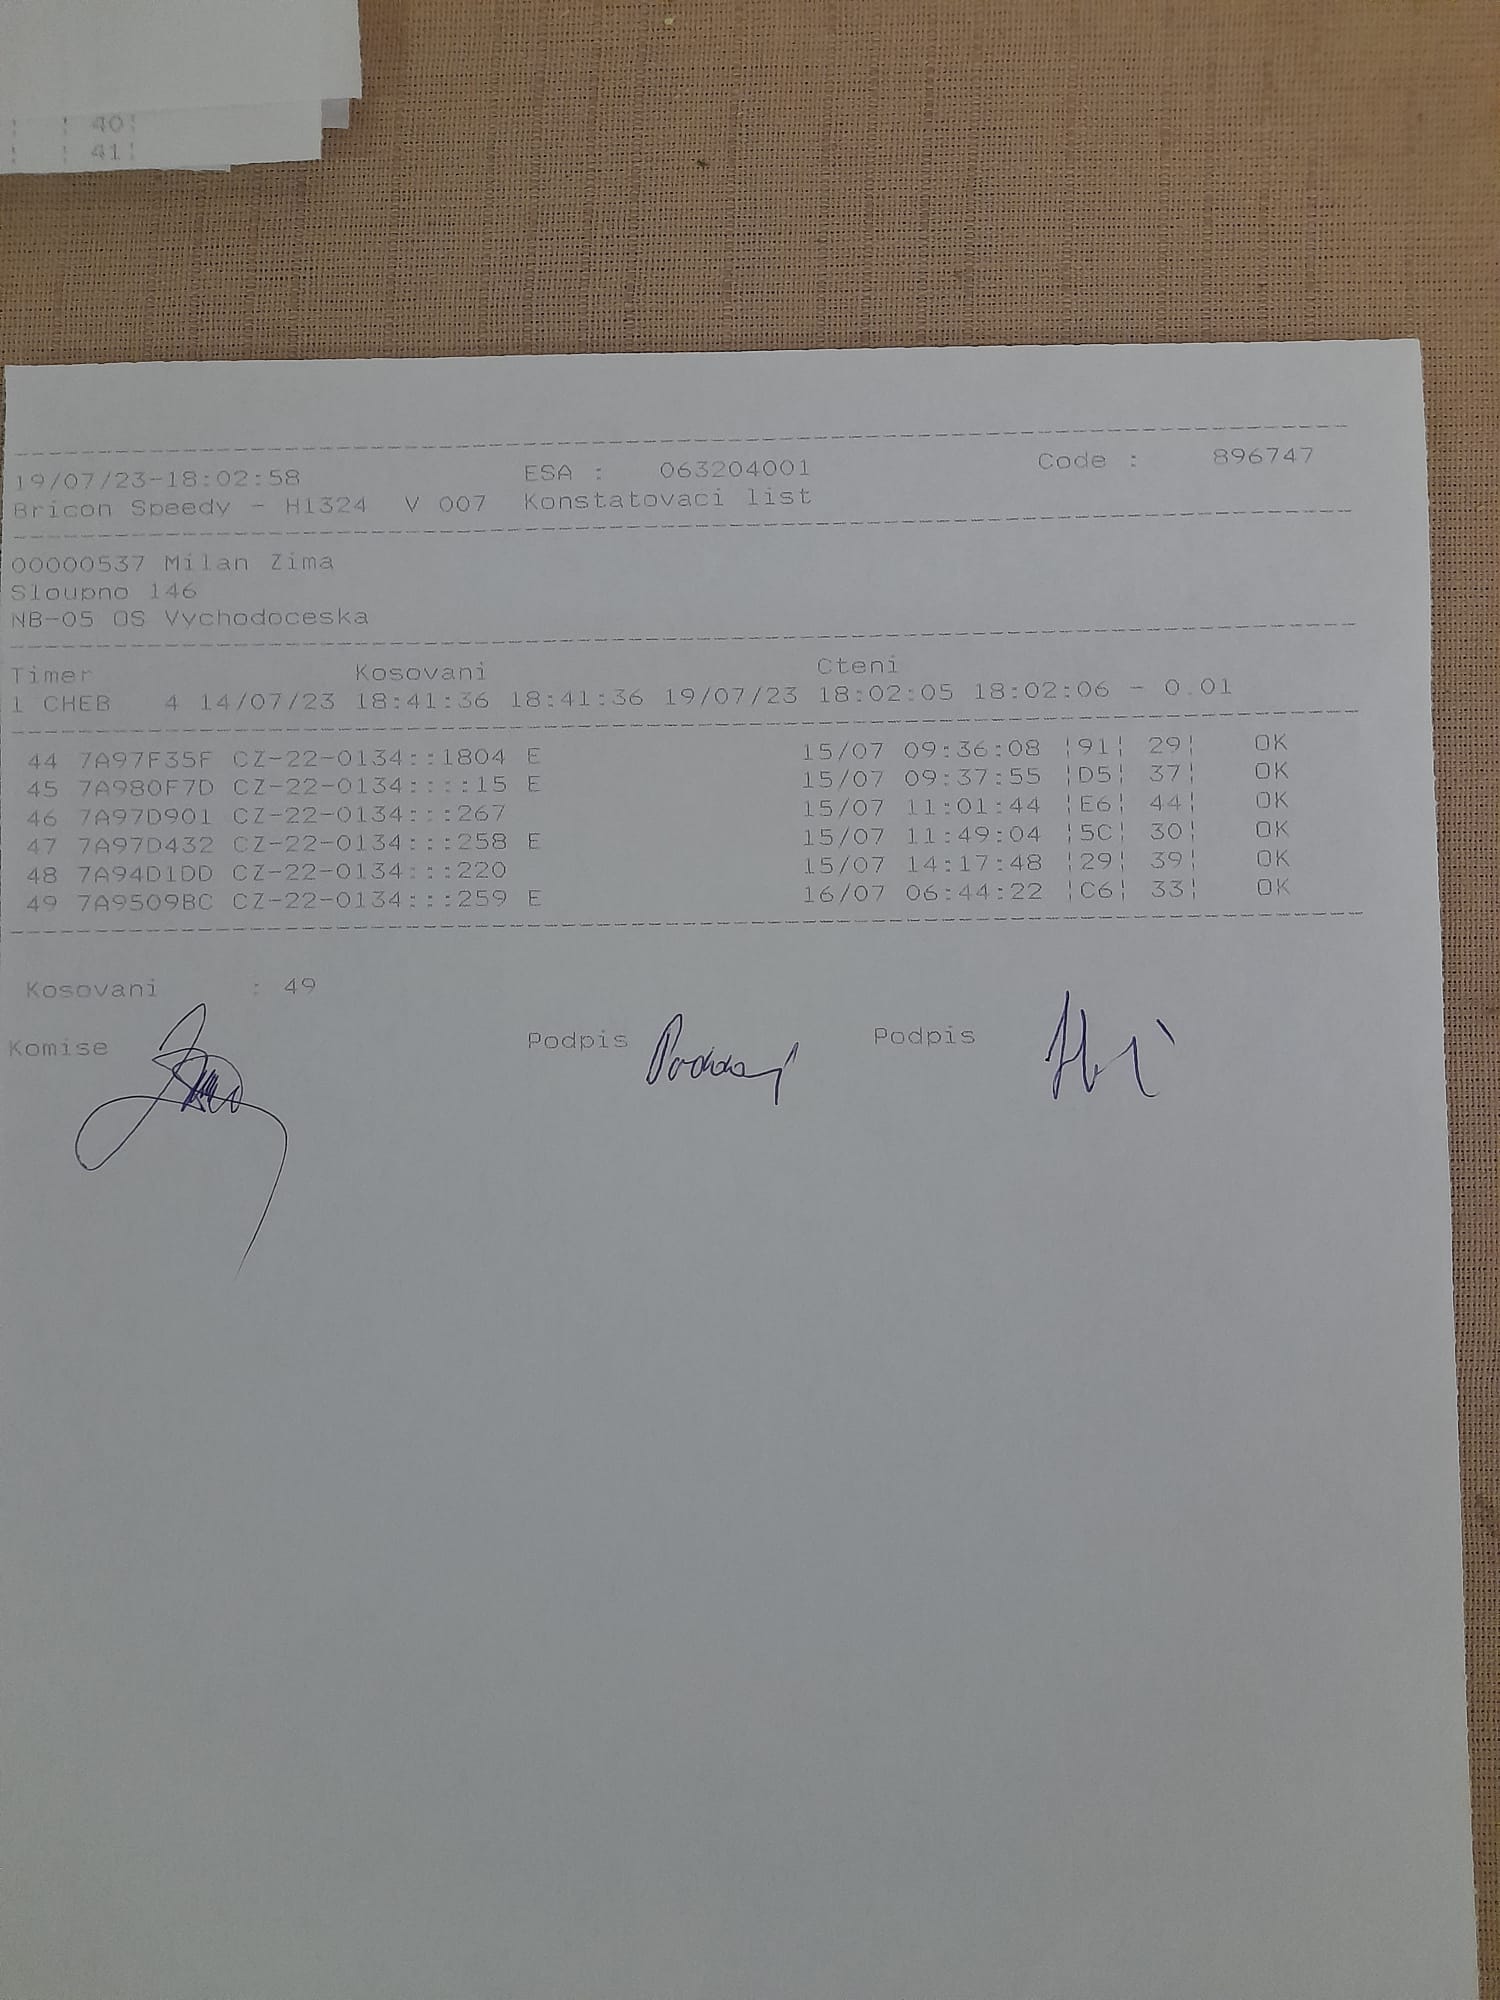 40¦
41¦
19/07/23-18:02:58 ESA : 063204001 Code : 896747
Bricon Speedy - H1324 V 007 Konstatovaci list
00000537 Milan Zima
Sloupno 146
NB-05 OS Vychodoceska
Timer Kosovani Cteni
1 CHEB 4 14/07/23 18:41:36 18:41:36 19/07/23 18:02:05 18:02:06 - 0.01
44 7A97F35F CZ-22-0134::1804 E 15/07 09:36:08 ¦91¦ 29¦ OK
45 7A980F7D CZ-22-0134::::15 E 15/07 09:37:55 ¦D5¦ 37¦ OK
46 7A97D901 CZ-22-0134:::267 15/07 11:01:44 ¦E6¦ 44¦ OK
47 7A97D432 CZ-22-0134:::258 E 15/07 11:49:04 ¦5C¦ 30¦ OK
48 7A94D1DD CZ-22-0134:::220 15/07 14:17:48 ¦29¦ 39¦ OK
49 7A9509BC CZ-22-0134:::259 E 16/07 06:44:22 ¦C6¦ 33¦ OK
Kosovani : 49
Komise Podpis Podpis